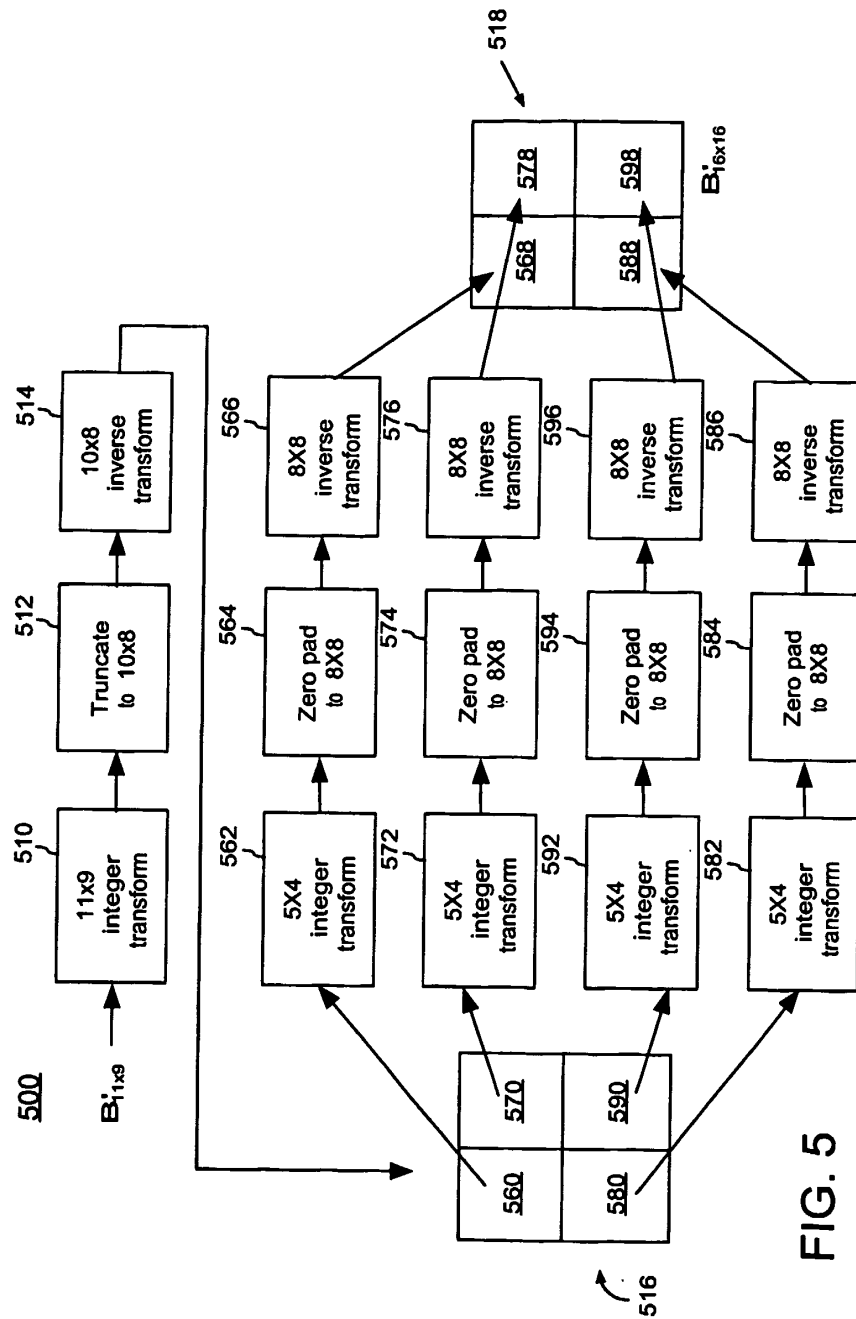 500
B'11x9
510
11x9
integer
transform
512
Truncate
to 10x8
514
10x8
inverse
transform
516
560
570
580
590
562
5X4
integer
transform
564
Zero pad
to 8X8
566
8X8
inverse
transform
572
5X4
integer
transform
574
Zero pad
to 8X8
576
8X8
inverse
transform
592
5X4
integer
transform
594
Zero pad
to 8X8
596
8X8
inverse
transform
582
5X4
integer
transform
584
Zero pad
to 8X8
586
8X8
inverse
transform
518
568
578
588
598
B'16x16
FIG. 5